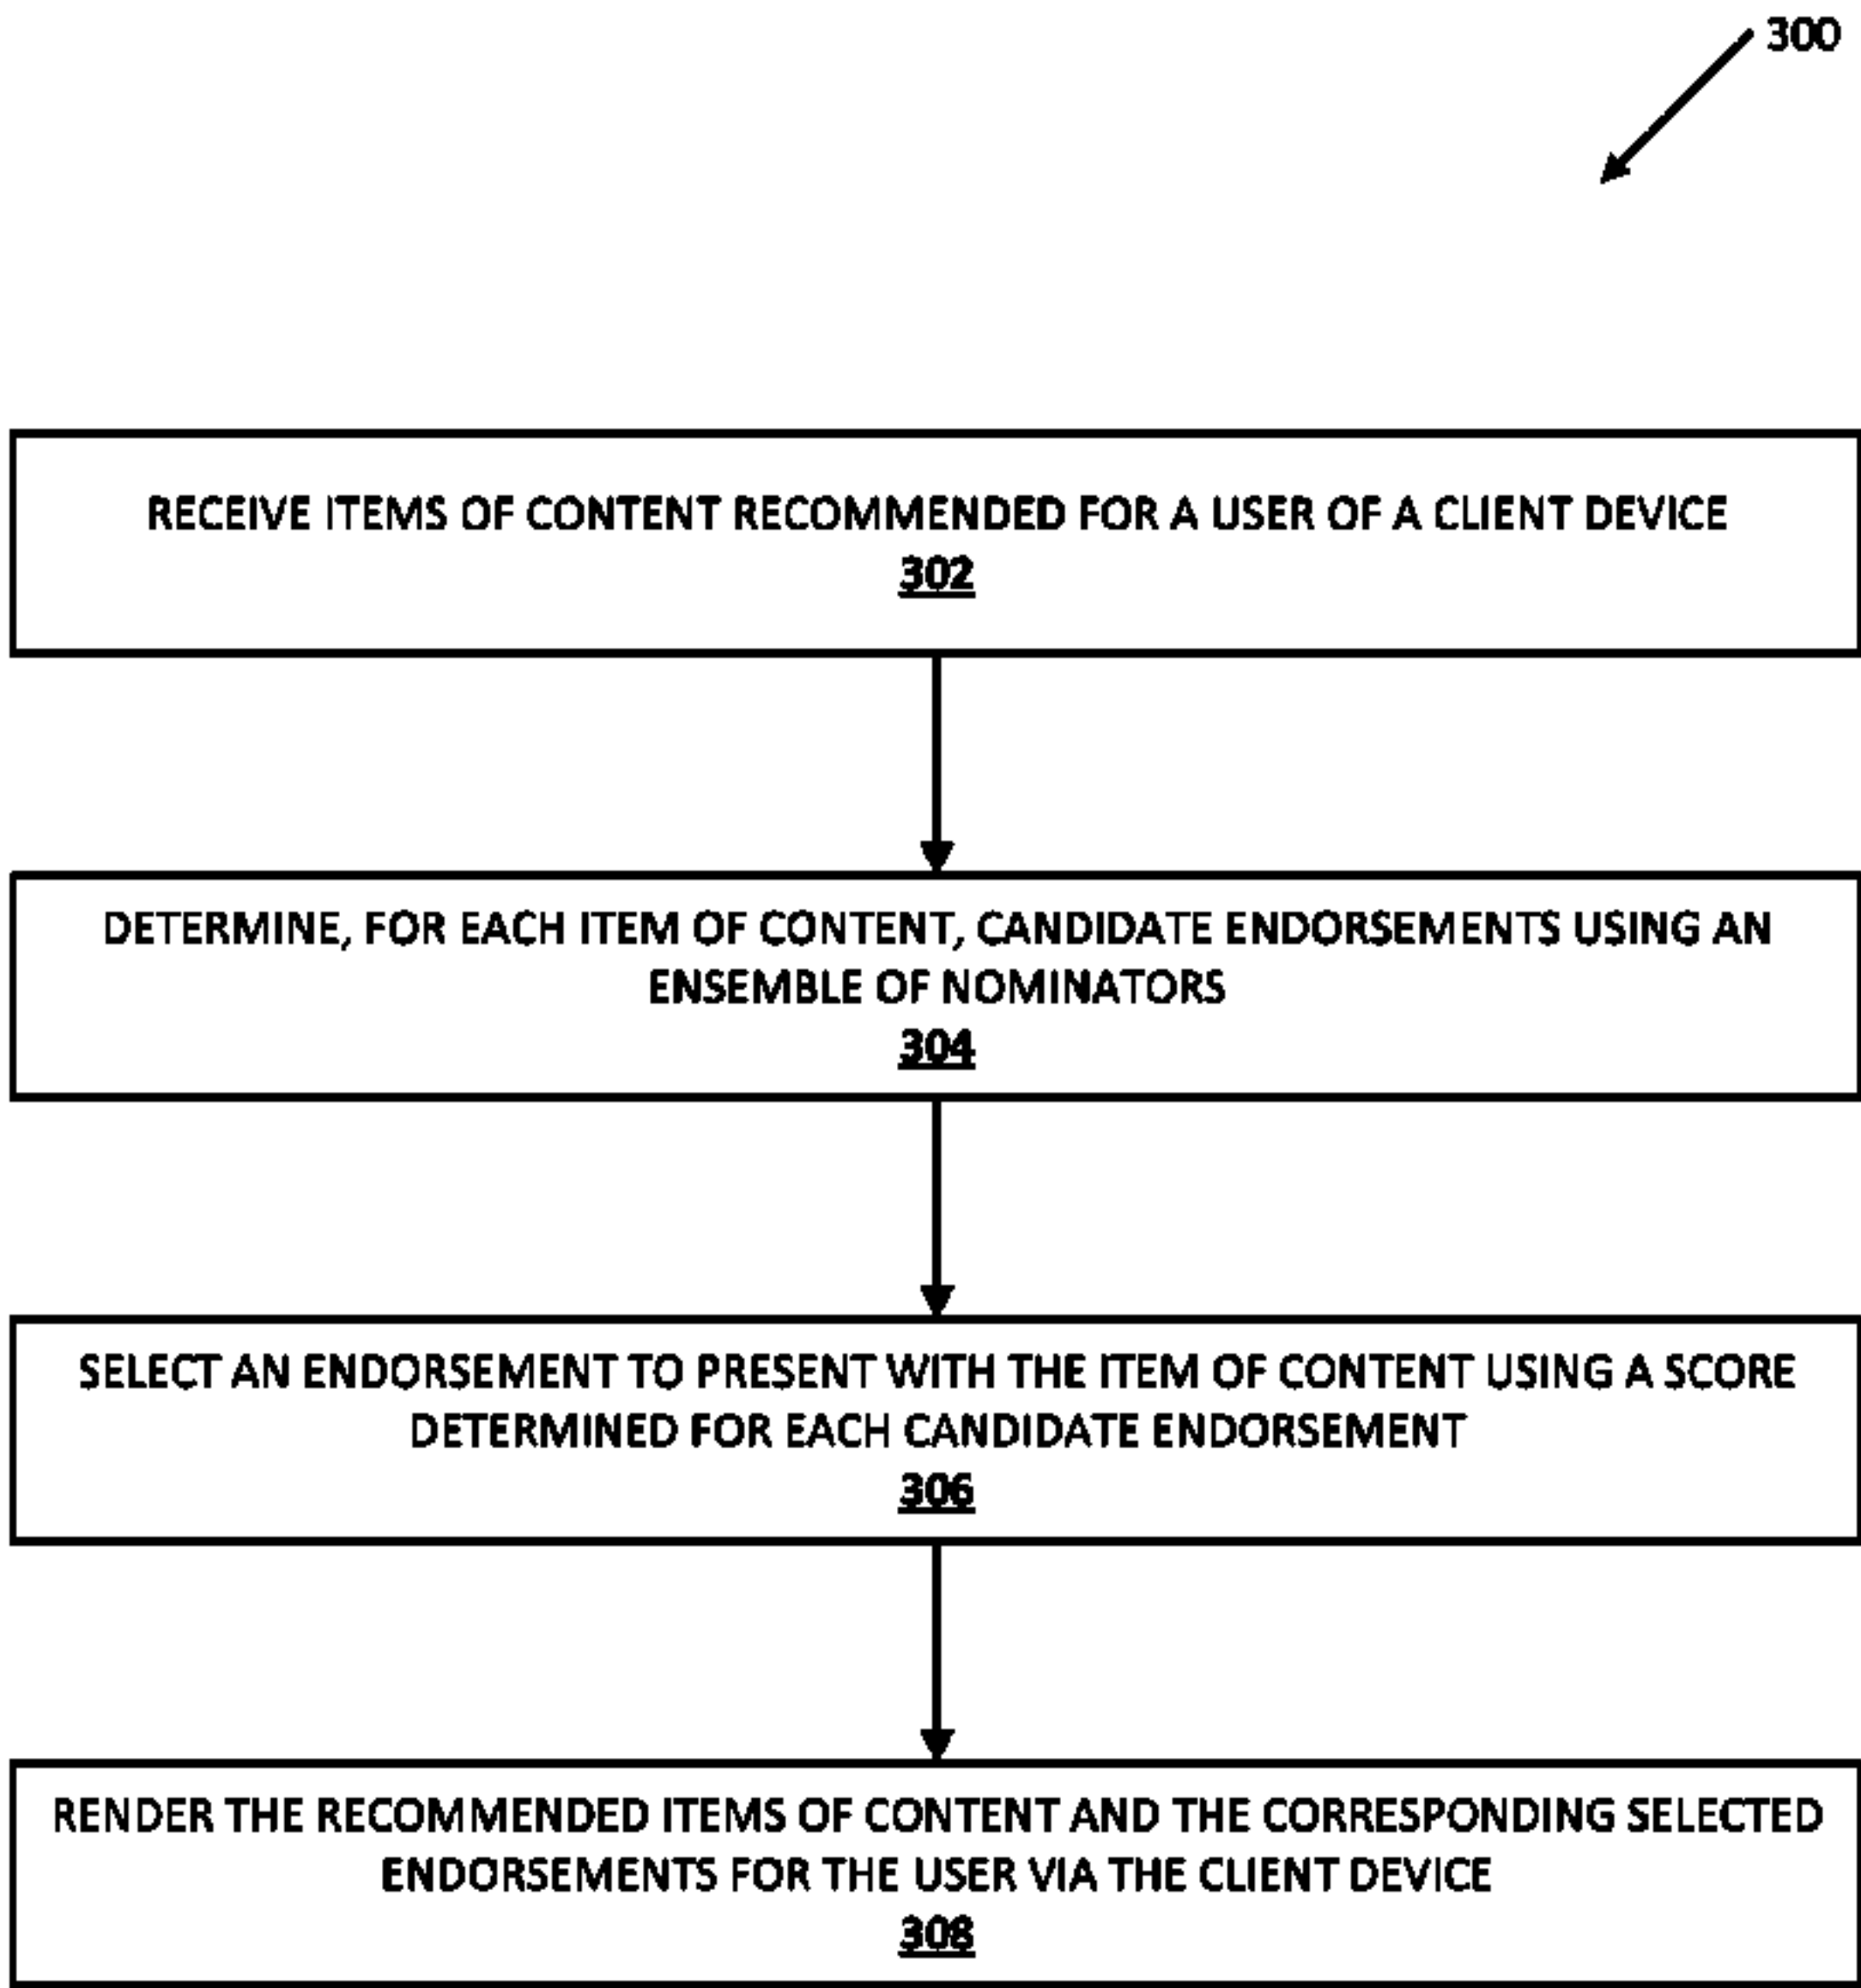 300
RECEIVE ITEMS OF CONTENT RECOMMENDED FOR A USER OF A CLIENT DEVICE
302
DETERMINE, FOR EACH ITEM OF CONTENT, CANDIDATE ENDORSEMENTS USING AN
ENSEMBLE OF NOMINATORS
304
SELECT AN ENDORSEMENT TO PRESENT WITH THE ITEM OF CONTENT USING A SCORE
DETERMINED FOR EACH CANDIDATE ENDORSEMENT
306
RENDER THE RECOMMENDED ITEMS OF CONTENT AND THE CORRESPONDING SELECTED
ENDORSEMENTS FOR THE USER VIA THE CLIENT DEVICE
308